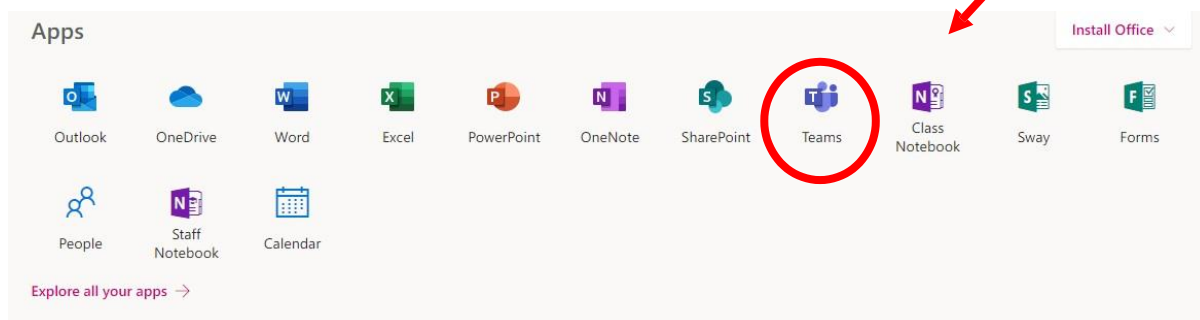 Apps
Install Office
Outlook OneDrive Word Excel PowerPoint OneNote SharePoint Teams Class Notebook Sway Forms
People Staff Notebook Calendar
Explore all your apps →